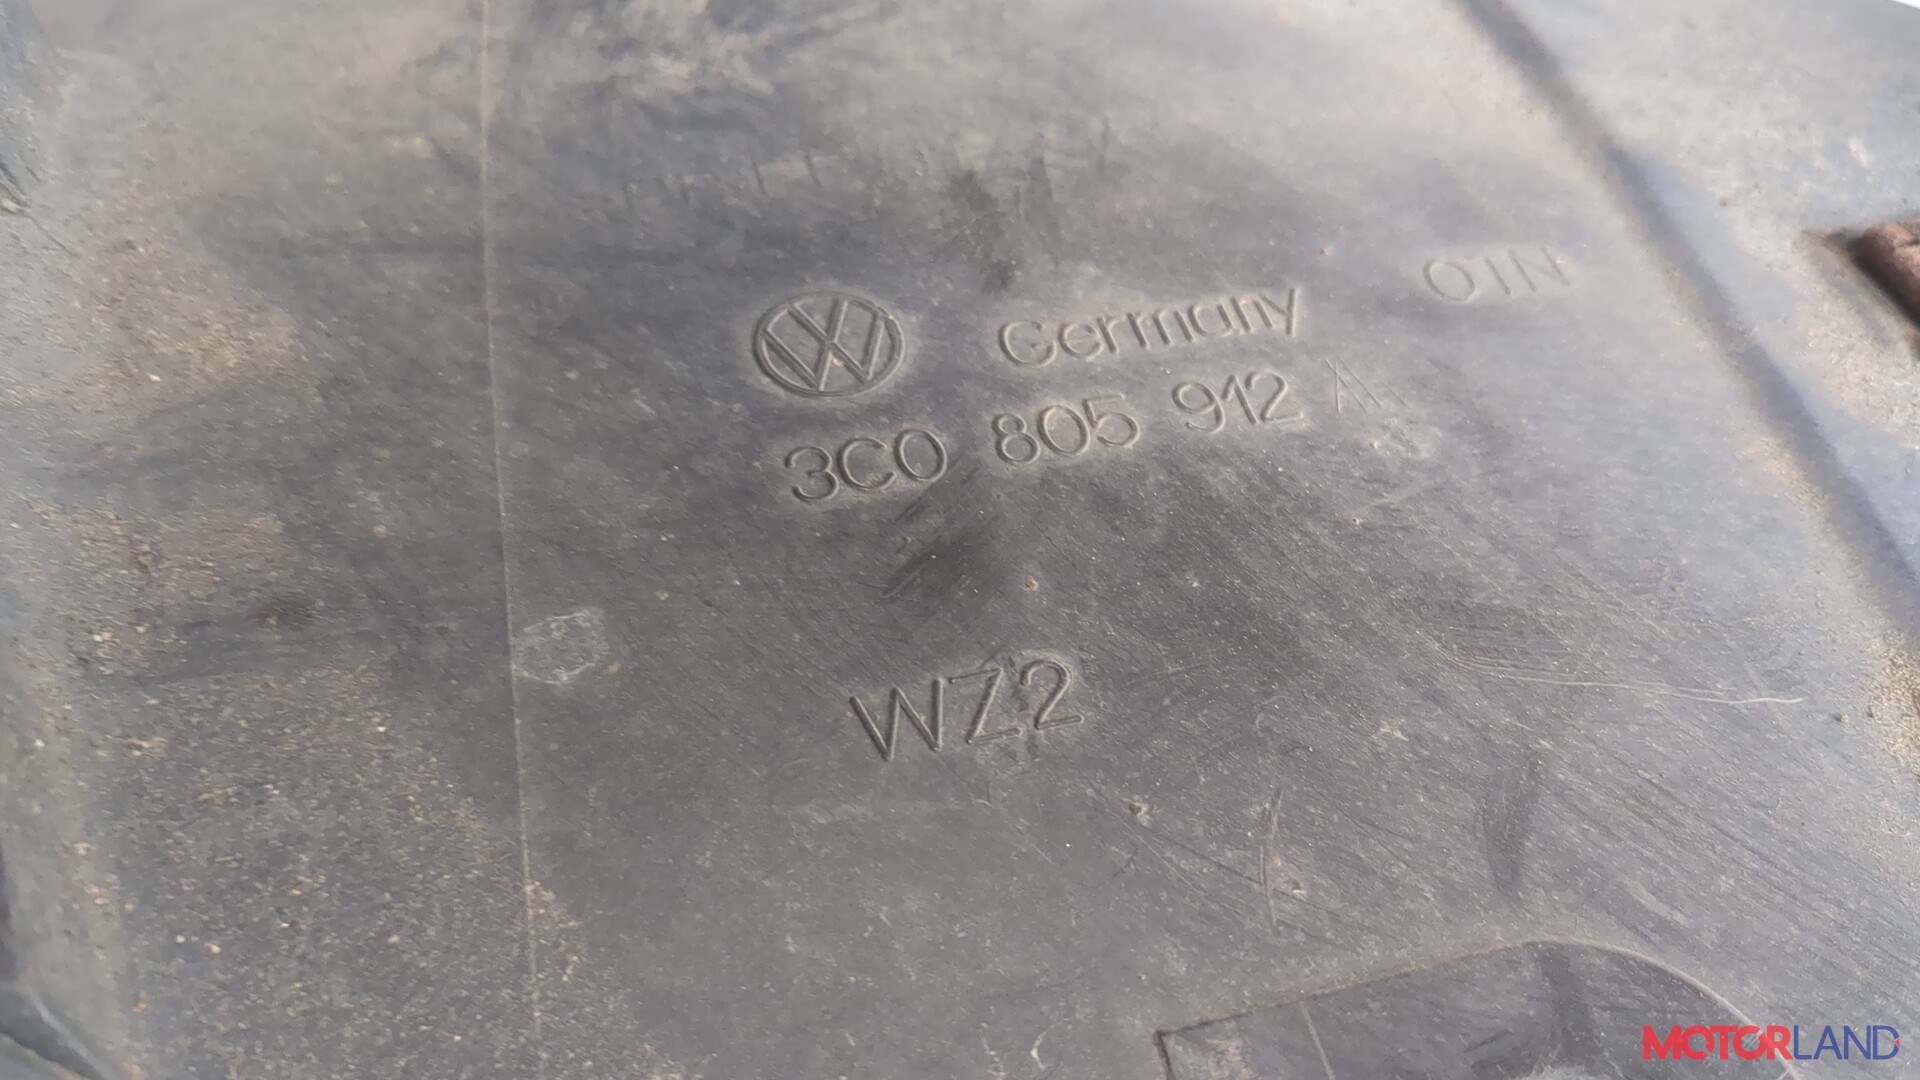 OTN
Germany
3C0 805 912
WZ2
MOTORLAND